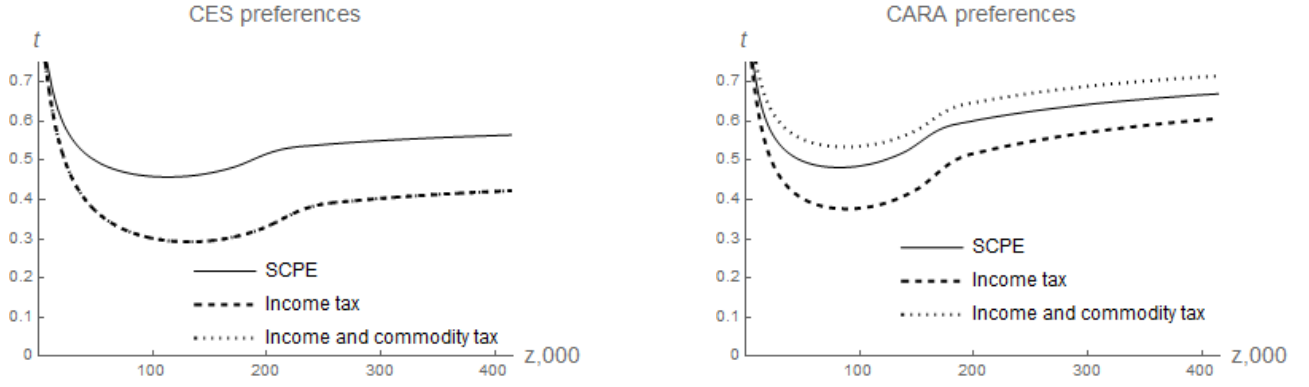 CES preferences
t
0.7
0.6
0.5
0.4
0.3
0.2
0.1
0
100
200
300
400
z,000
SCPE
Income tax
Income and commodity tax
CARA preferences
t
0.7
0.6
0.5
0.4
0.3
0.2
0.1
0
100
200
300
400
z,000
SCPE
Income tax
Income and commodity tax